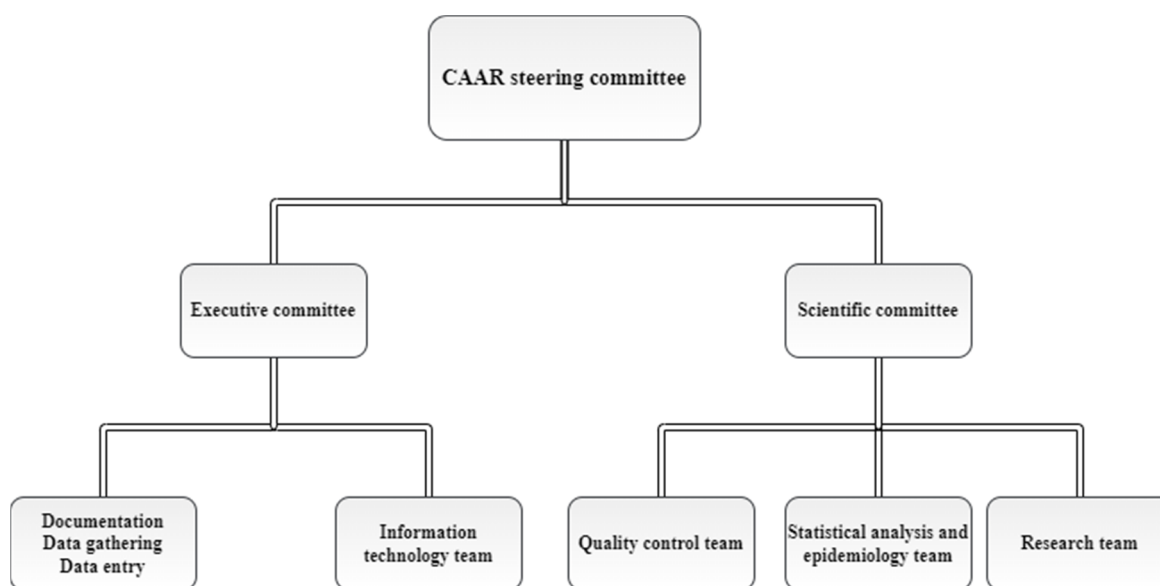 CAAR steering committee
Executive committee
Scientific committee
Documentation
Data gathering
Data entry
Information
technology team
Quality control team
Statistical analysis and
epidemiology team
Research team